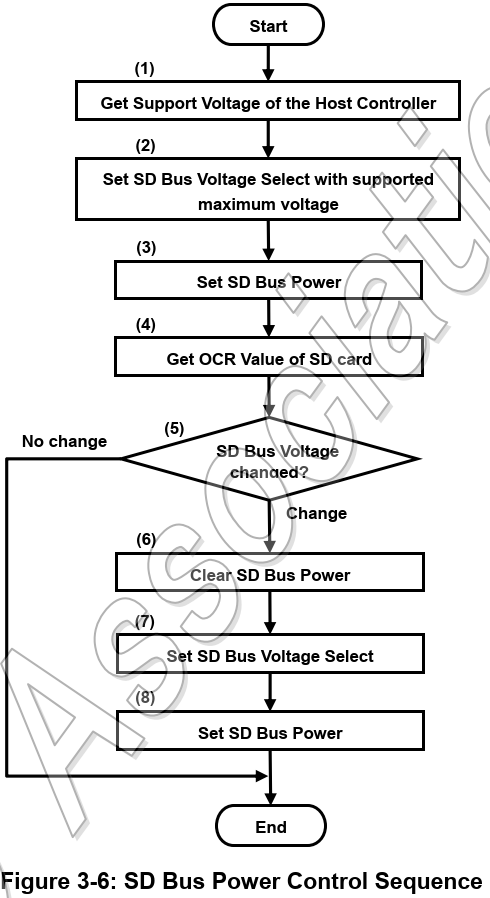 Start
(1)
Get Support Voltage of the Host Controller
(2)
Set SD Bus Voltage Select with supported
maximum voltage
(3)
Set SD Bus Power
(4)
Get OCR Value of SD card
(5)
No change
SD Bus Voltage
changed?
Change
(6)
Clear SD Bus Power
(7)
Set SD Bus Voltage Select
(8)
Set SD Bus Power
End
Figure 3-6: SD Bus Power Control Sequence
Associatio